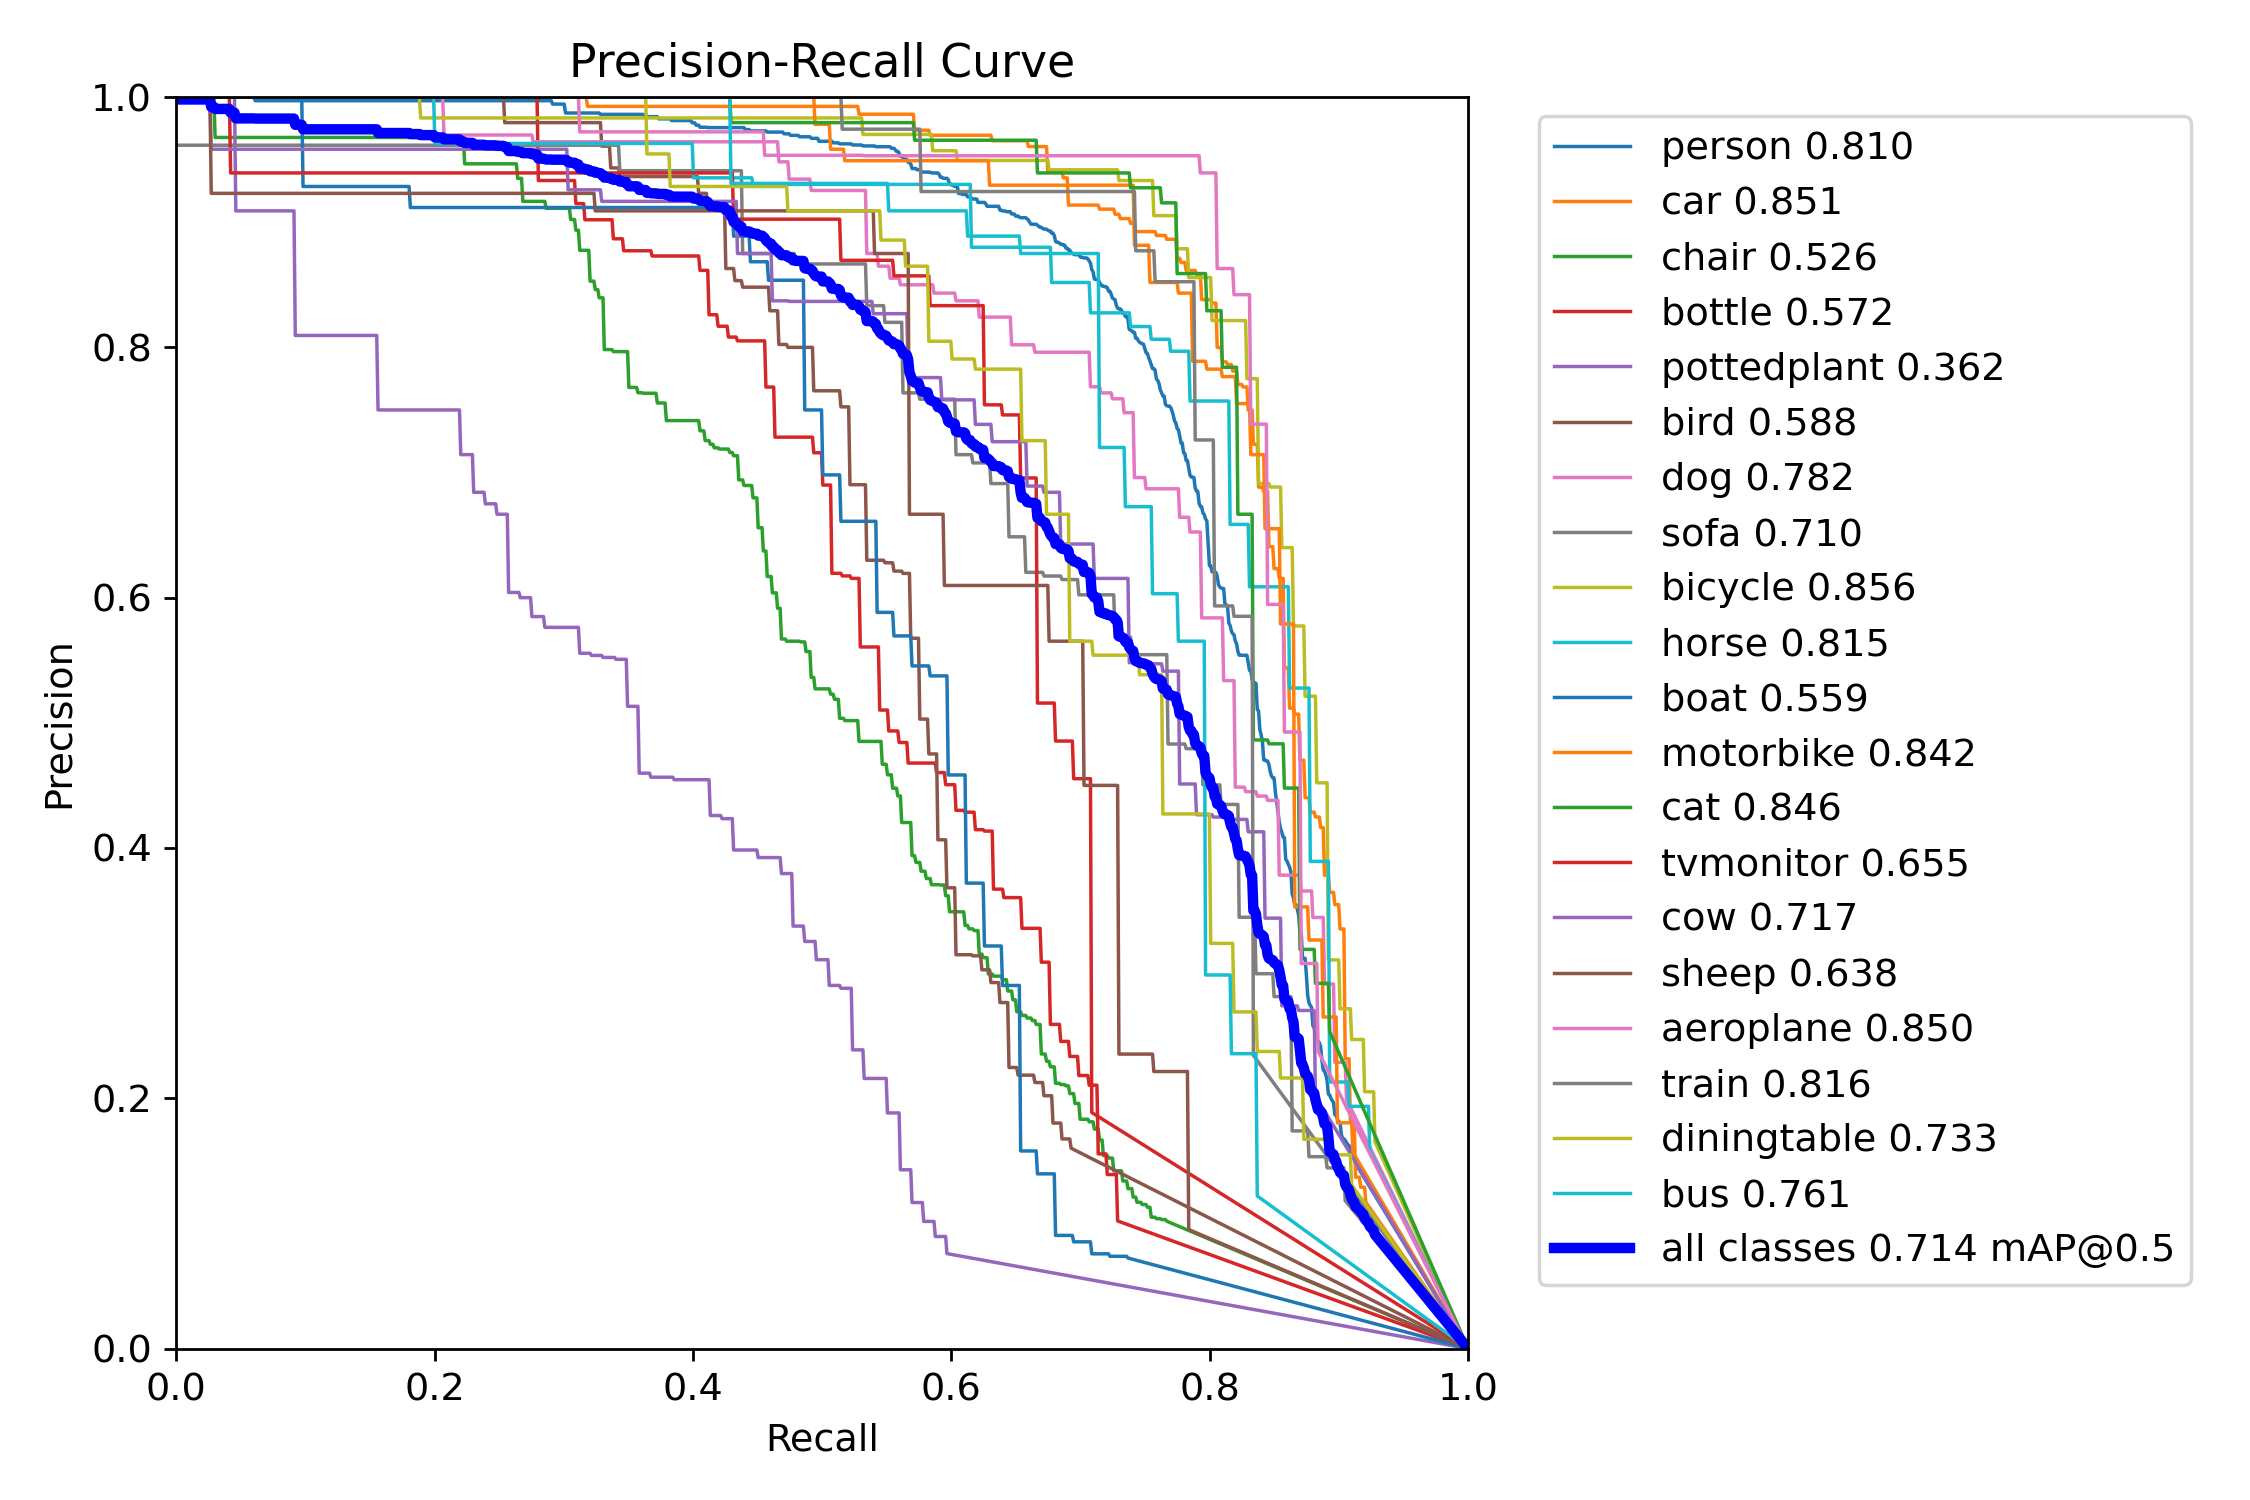 Precision-Recall Curve
1.0
0.8
0.6
0.4
0.2
0.0
Precision
0.0 0.2 0.4 0.6 0.8 1.0
Recall
person 0.810
car 0.851
chair 0.526
bottle 0.572
pottedplant 0.362
bird 0.588
dog 0.782
sofa 0.710
bicycle 0.856
horse 0.815
boat 0.559
motorbike 0.842
cat 0.846
tvmonitor 0.655
cow 0.717
sheep 0.638
aeroplane 0.850
train 0.816
diningtable 0.733
bus 0.761
all classes 0.714 mAP@0.5